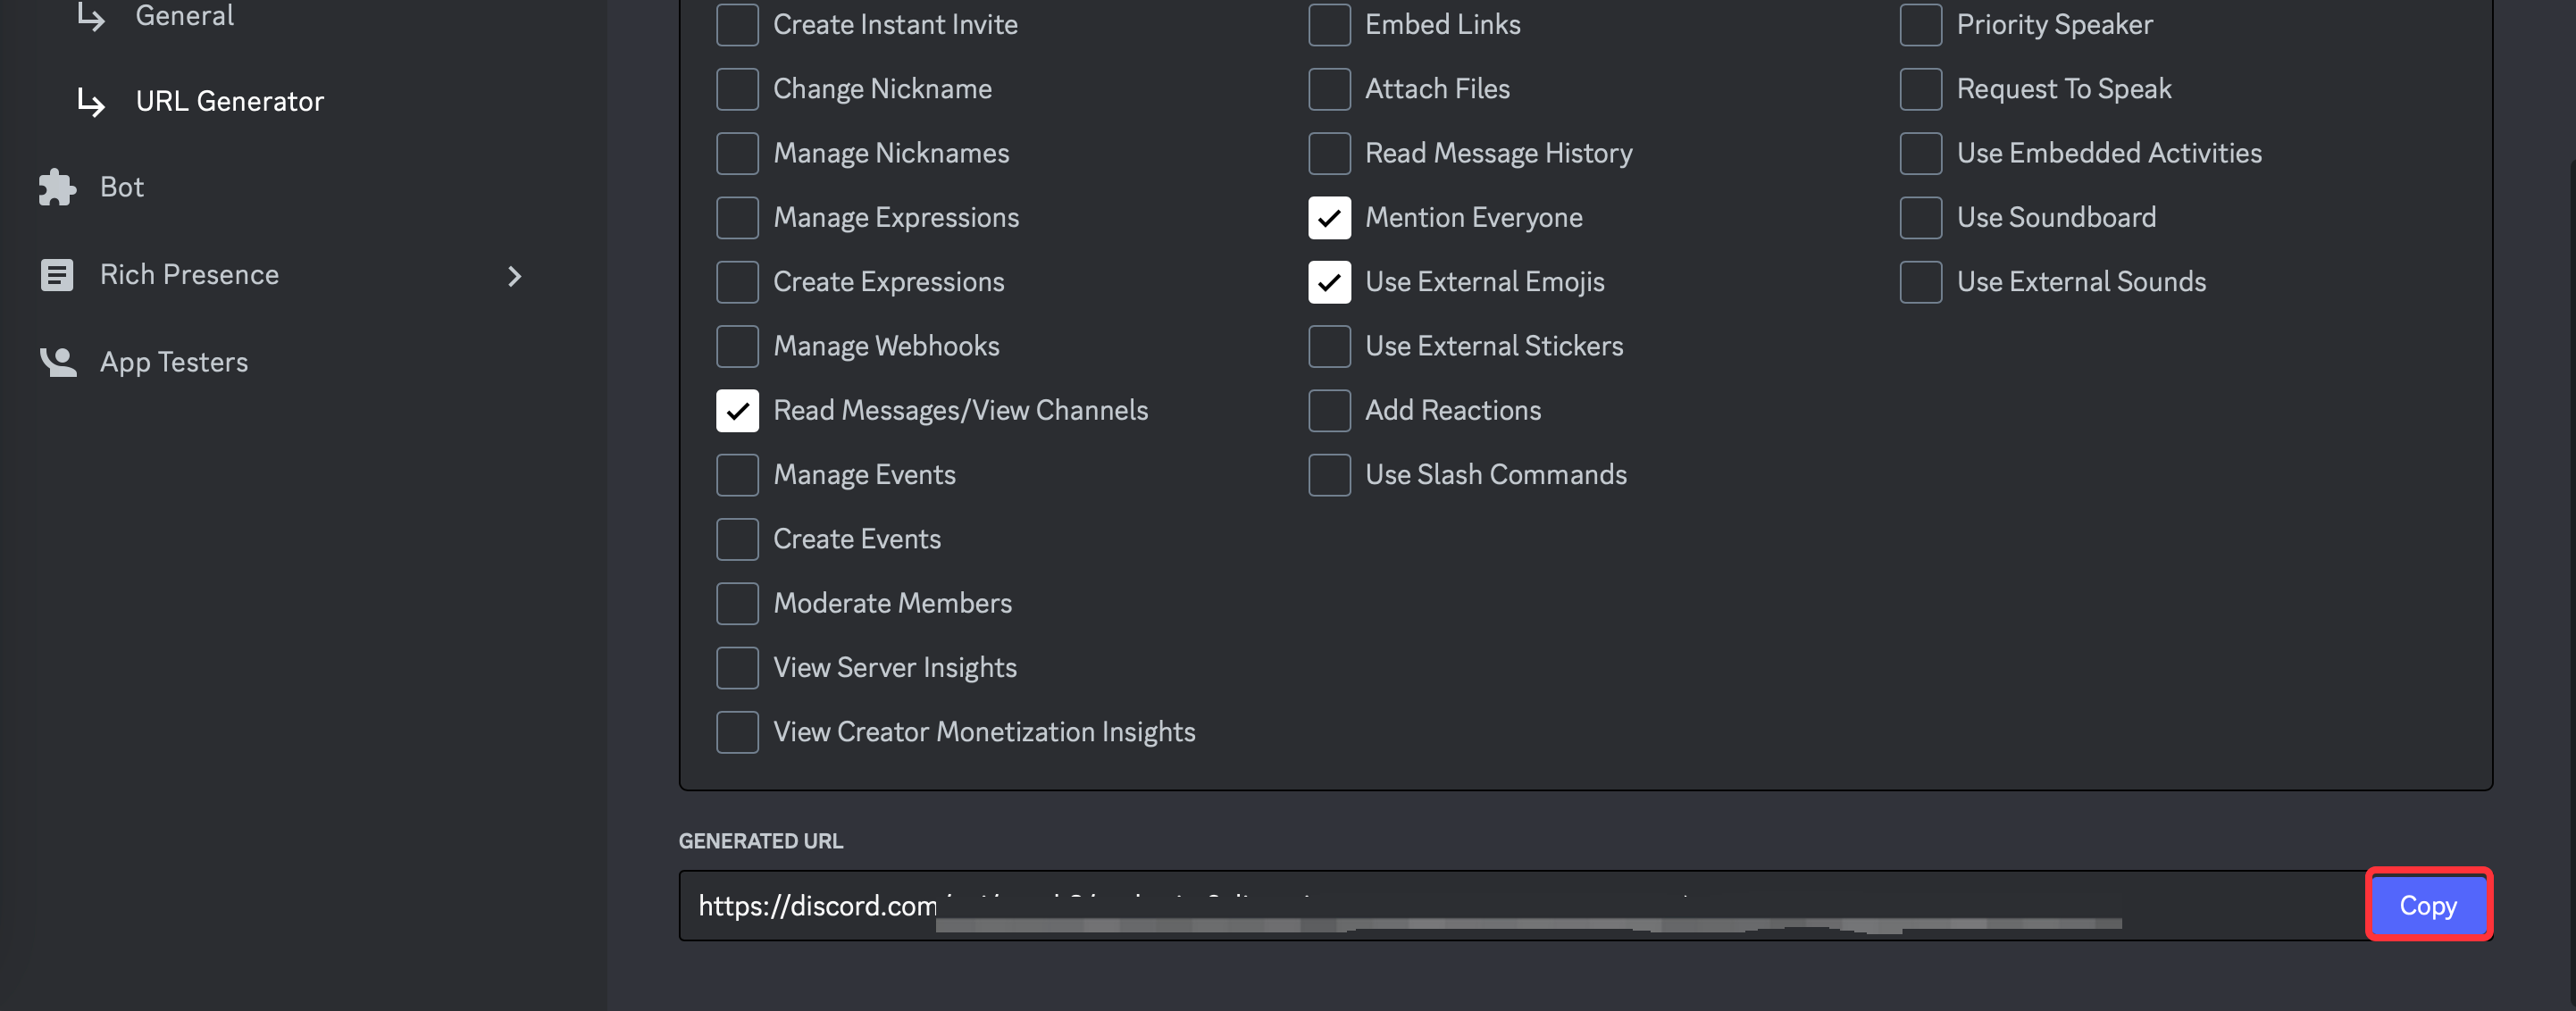 General
URL Generator
Bot
Rich Presence
App Testers
Create Instant Invite
Change Nickname
Manage Nicknames
Manage Expressions
Create Expressions
Manage Webhooks
Read Messages/View Channels
Manage Events
Create Events
Moderate Members
View Server Insights
View Creator Monetization Insights
Embed Links
Attach Files
Read Message History
Mention Everyone
Use External Emojis
Use External Stickers
Add Reactions
Use Slash Commands
Priority Speaker
Request To Speak
Use Embedded Activities
Use Soundboard
Use External Sounds
GENERATED URL
https://discord.com
Copy